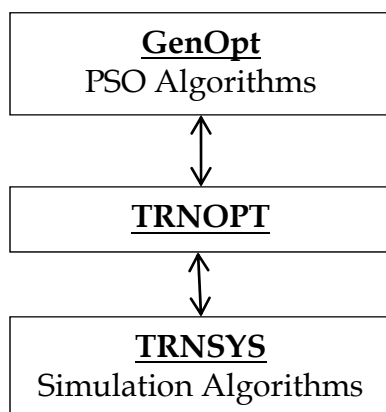 GenOpt
PSO Algorithms
TRNOPT
TRNSYS
Simulation Algorithms